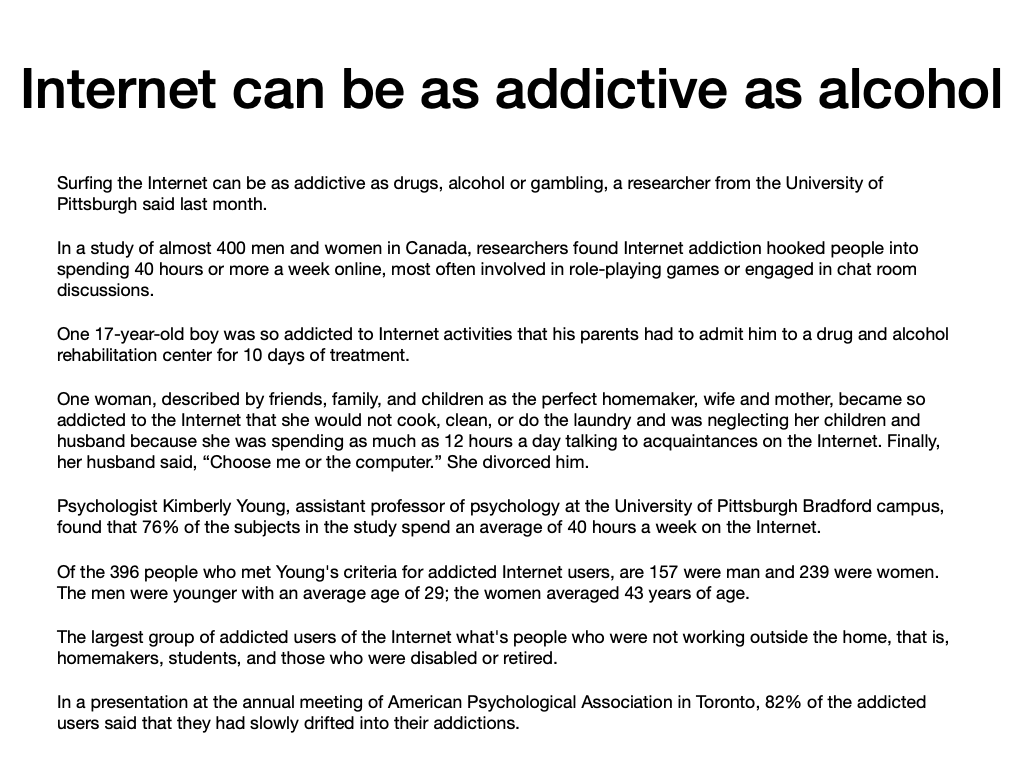 Internet can be as addictive as alcohol
Surfing the Internet can be as addictive as drugs, alcohol or gambling, a researcher from the University of
Pittsburgh said last month.
In a study of almost 400 men and women in Canada, researchers found Internet addiction hooked people into
spending 40 hours or more a week online, most often involved in role-playing games or engaged in chat room
discussions.
One 17-year-old boy was so addicted to Internet activities that his parents had to admit him to a drug and alcohol
rehabilitation center for 10 days of treatment.
One woman, described by friends, family, and children as the perfect homemaker, wife and mother, became so
addicted to the Internet that she would not cook, clean, or do the laundry and was neglecting her children and
husband because she was spending as much as 12 hours a day talking to acquaintances on the Internet. Finally,
her husband said, “Choose me or the computer.” She divorced him.
Psychologist Kimberly Young, assistant professor of psychology at the University of Pittsburgh Bradford campus,
found that 76% of the subjects in the study spend an average of 40 hours a week on the Internet.
Of the 396 people who met Young's criteria for addicted Internet users, are 157 were man and 239 were women.
The men were younger with an average age of 29; the women averaged 43 years of age.
The largest group of addicted users of the Internet what's people who were not working outside the home, that is,
homemakers, students, and those who were disabled or retired.
In a presentation at the annual meeting of American Psychological Association in Toronto, 82% of the addicted
users said that they had slowly drifted into their addictions.